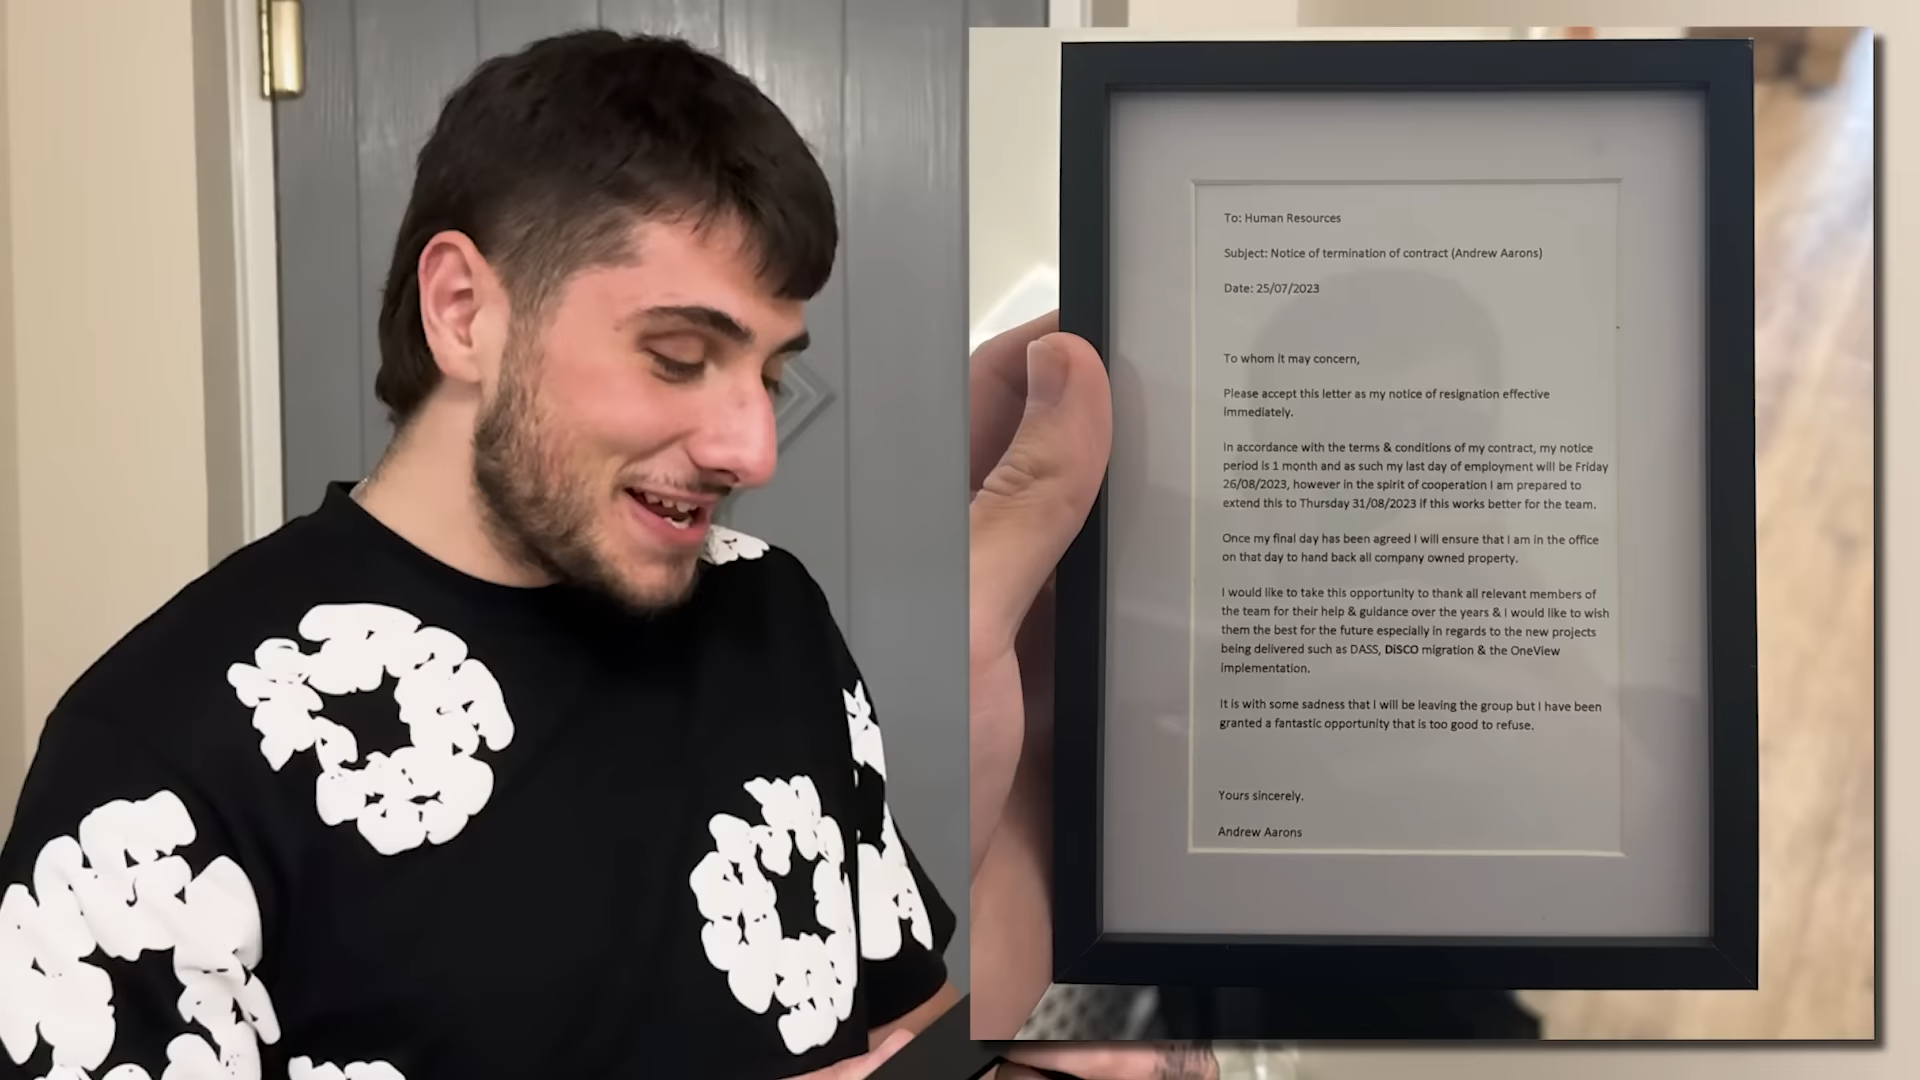 To: Human Resources
Subject: Notice of termination of contract (Andrew Aarons)
Date: 25/07/2023
To whom it may concern,
Please accept this letter as my notice of resignation effective
immediately.
In accordance with the terms & conditions of my contract, my notice
period is 1 month and as such my last day of employment will be Friday
26/08/2023, however in the spirit of cooperation I am prepared to
extend this to Thursday 31/08/2023 if this works better for the team.
Once my final day has been agreed I will ensure that I am in the office
on that day to hand back all company owned property.
I would like to take this opportunity to thank all relevant members of
the team for their help & guidance over the years & I would like to wish
them the best for the future especially in regards to the new projects
being delivered such as DASS, DiSCO migration & the OneView
implementation.
It is with some sadness that I will be leaving the group but I have been
granted a fantastic opportunity that is too good to refuse.
Yours sincerely.
Andrew Aarons